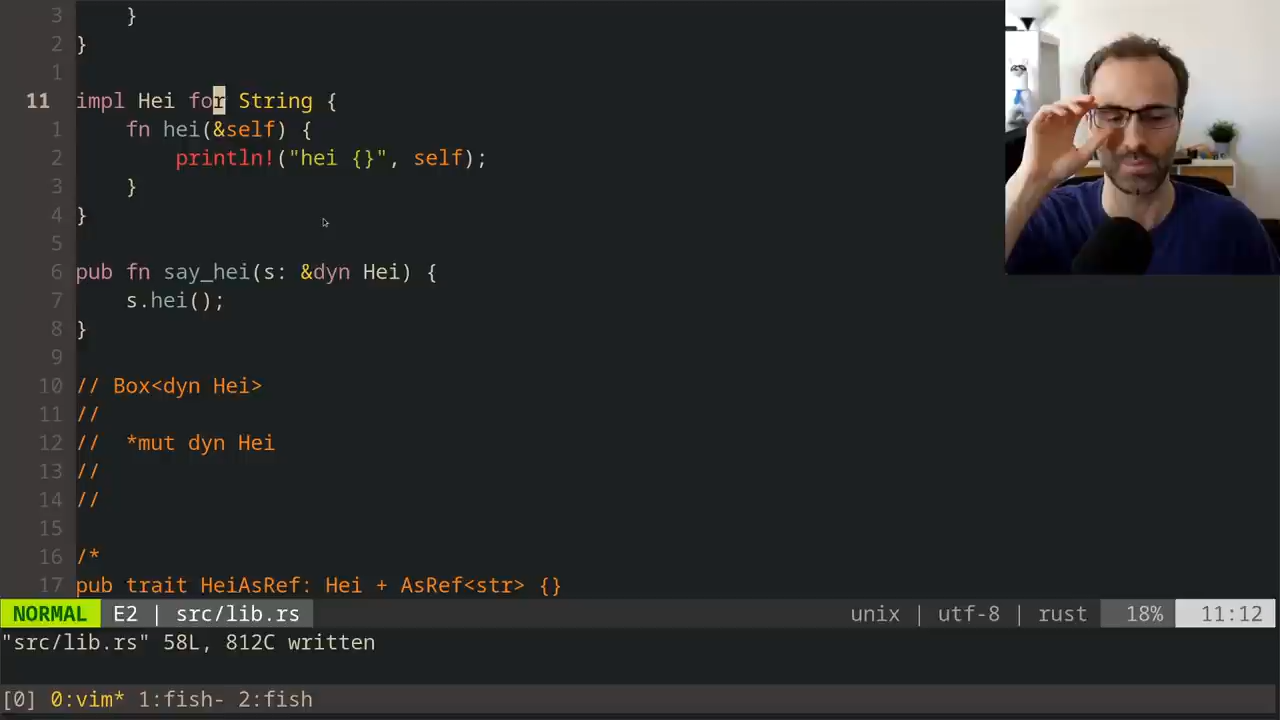 3     }
2 }
1
11 impl Hei for String {
1     fn hei(&self) {
2         println!("hei {}", self);
3     }
4 }
5
6 pub fn say_hei(s: &dyn Hei) {
7     s.hei();
8 }
9
10 // Box<dyn Hei>
11 //
12 //  *mut dyn Hei
13 //
14 //
15
16 /*
17 pub trait HeiAsRef: Hei + AsRef<str> {}
NORMAL E2 | src/lib.rs unix | utf-8 | rust 18% 11:12
"src/lib.rs" 58L, 812C written
[0] 0:vim* 1:fish- 2:fish